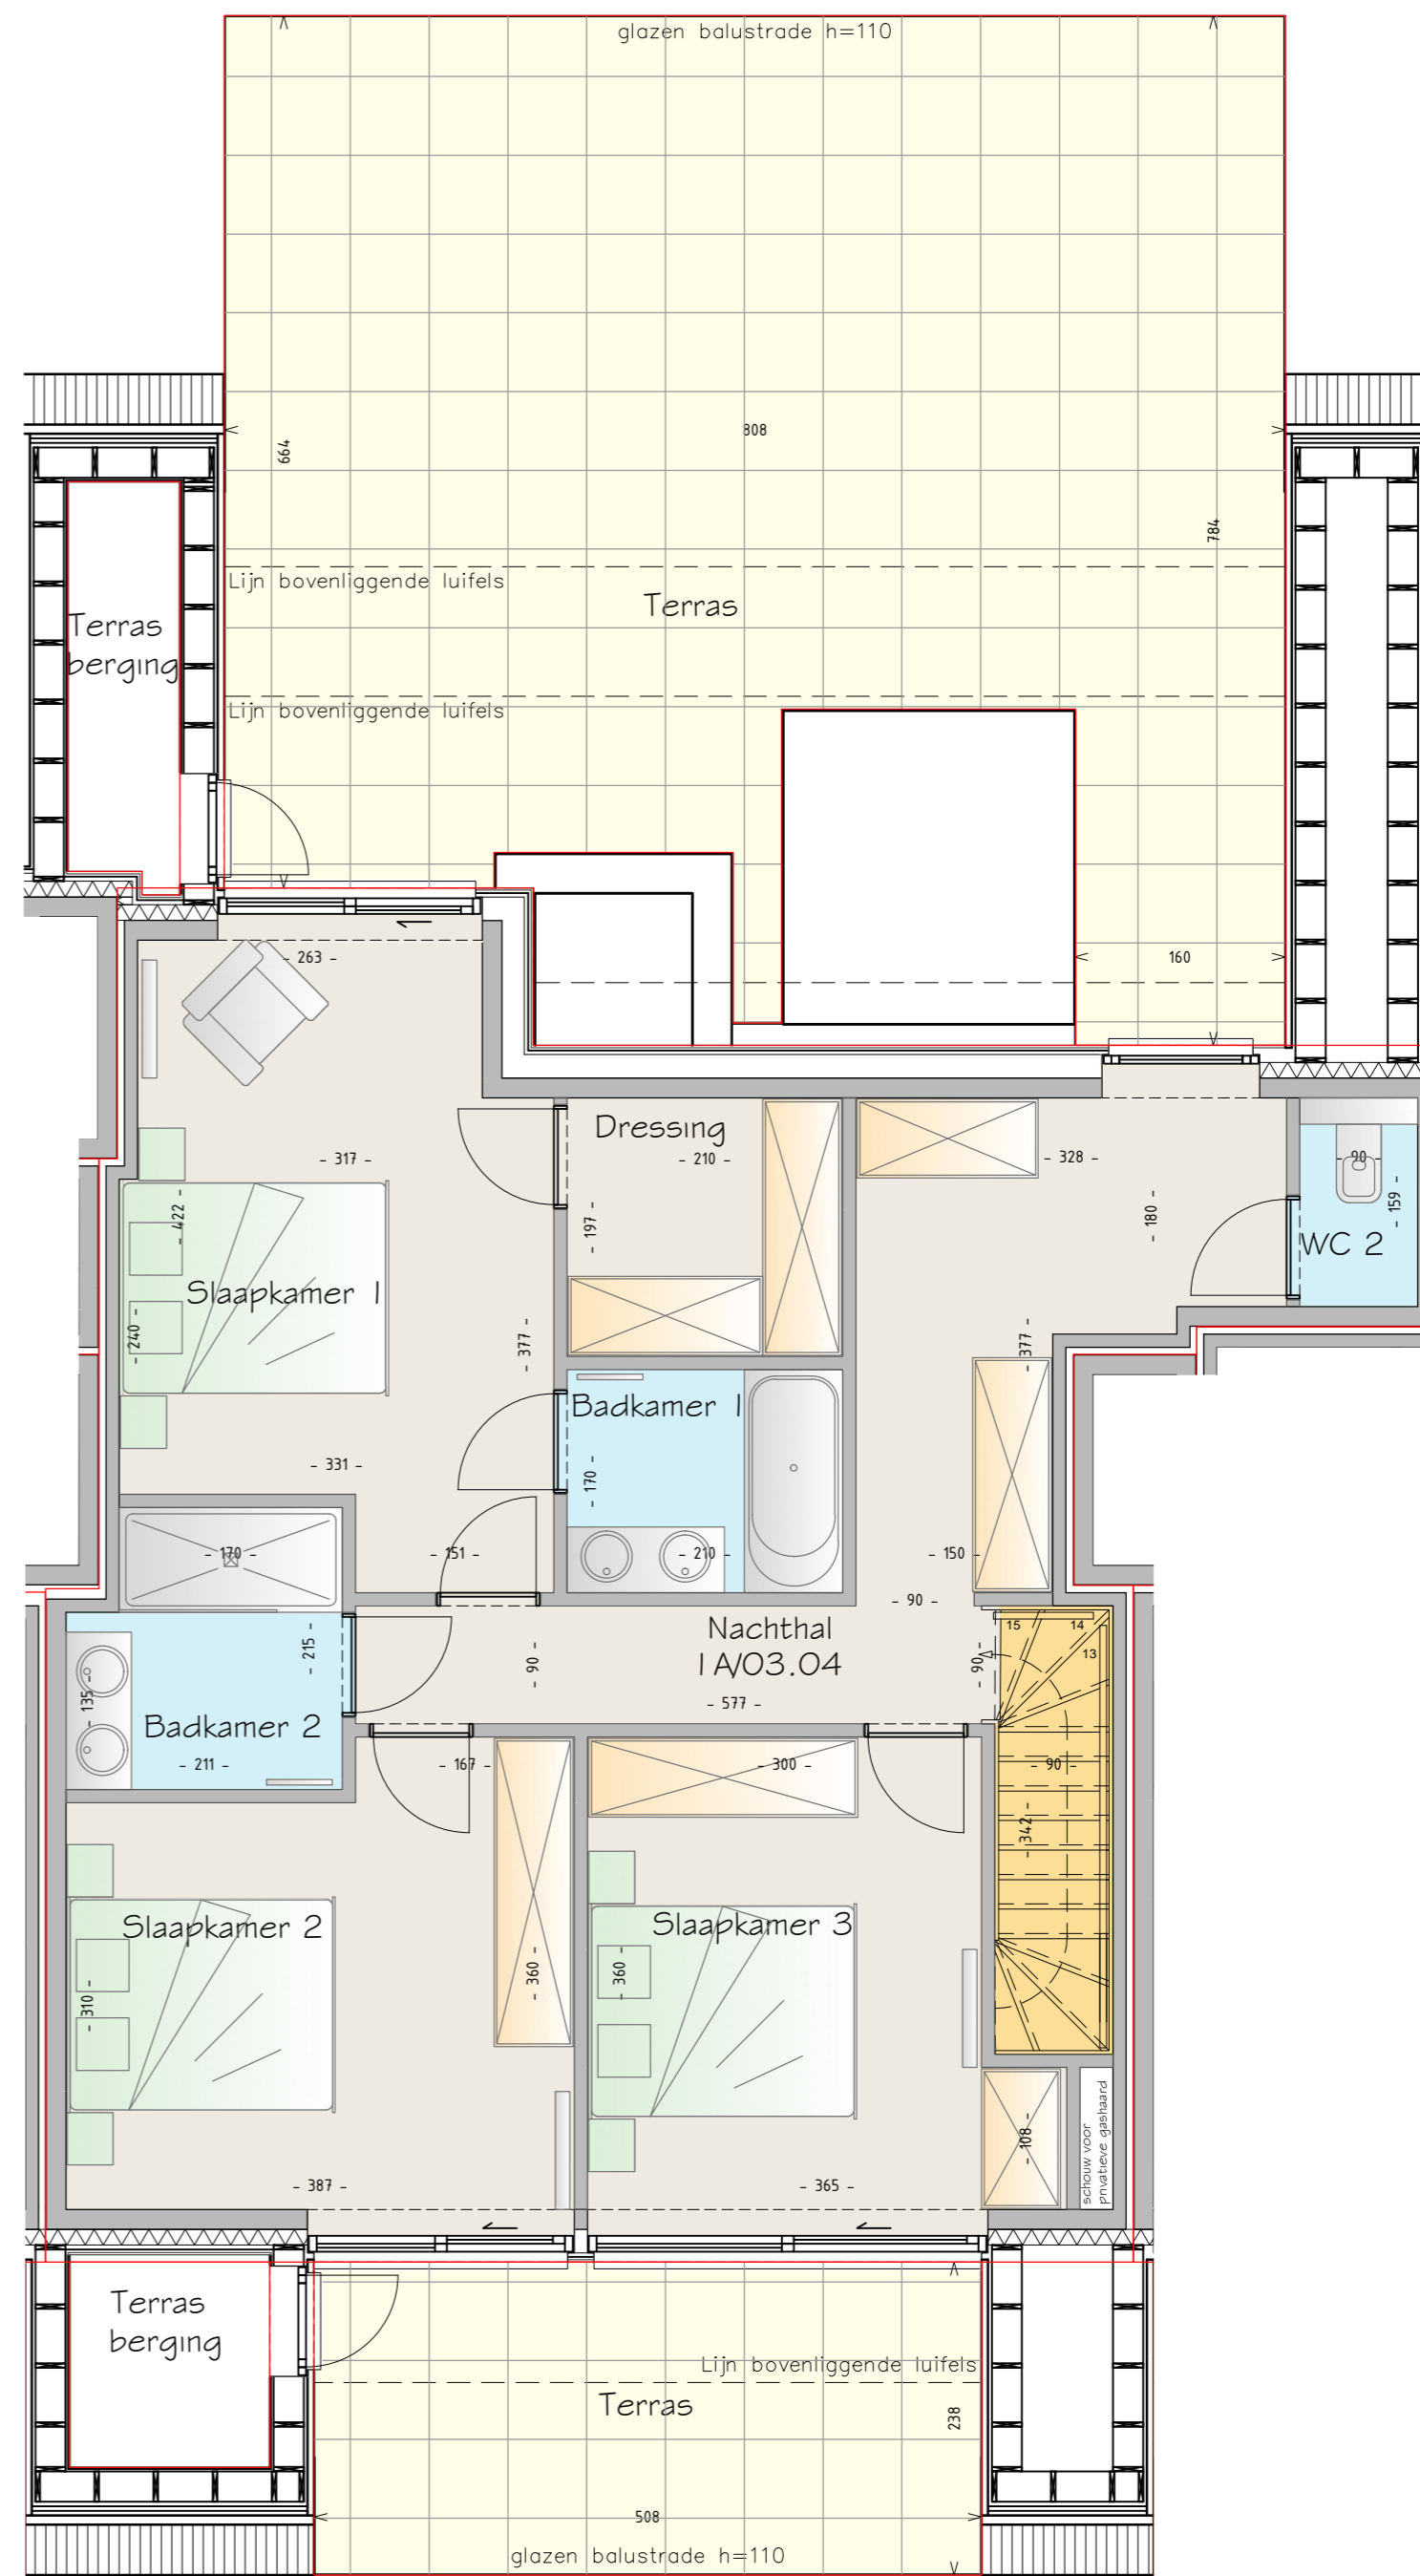 glazen balustrade h=110
808
664
784
Lijn bovenliggende luifels
Terras
Terras
berging
Lijn bovenliggende luifels
- 263 -
160
Dressing
- 317 -
- 210 -
- 328 -
- 90 -
- 422 -
- 197 -
- 180 -
- 159 -
WC 2
Slaapkamer 1
- 240 -
- 377 -
- 377 -
Badkamer 1
- 331 -
- 170 -
- 170 -
- 151 -
- 210 -
- 150 -
- 90 -
Nachthal
1A/03.04
15
14
13
- 215 -
- 90 -
- 90 -
- 135 -
- 577 -
Badkamer 2
- 211 -
- 167 -
- 300 -
- 90 -
- 342 -
Slaapkamer 2
Slaapkamer 3
- 310 -
- 360 -
- 360 -
- 108 -
schouw voor
privatieve gashaard
- 387 -
- 365 -
Terras
berging
Lijn bovenliggende luifels
Terras
238
508
glazen balustrade h=110